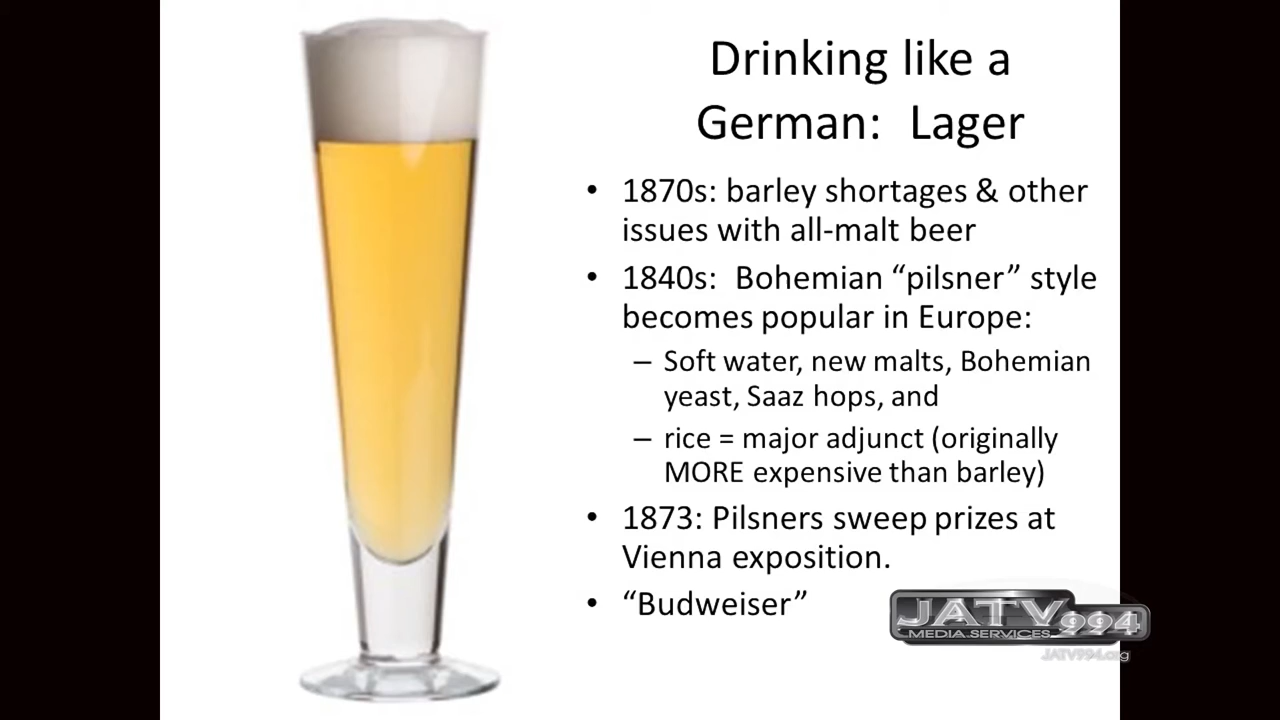 Drinking like a
German:  Lager
• 1870s: barley shortages & other
issues with all-malt beer
• 1840s:  Bohemian “pilsner” style
becomes popular in Europe:
– Soft water, new malts, Bohemian
yeast, Saaz hops, and
– rice = major adjunct (originally
MORE expensive than barley)
• 1873: Pilsners sweep prizes at
Vienna exposition.
• “Budweiser”
JATV994
MEDIA SERVICES
JATV994.org